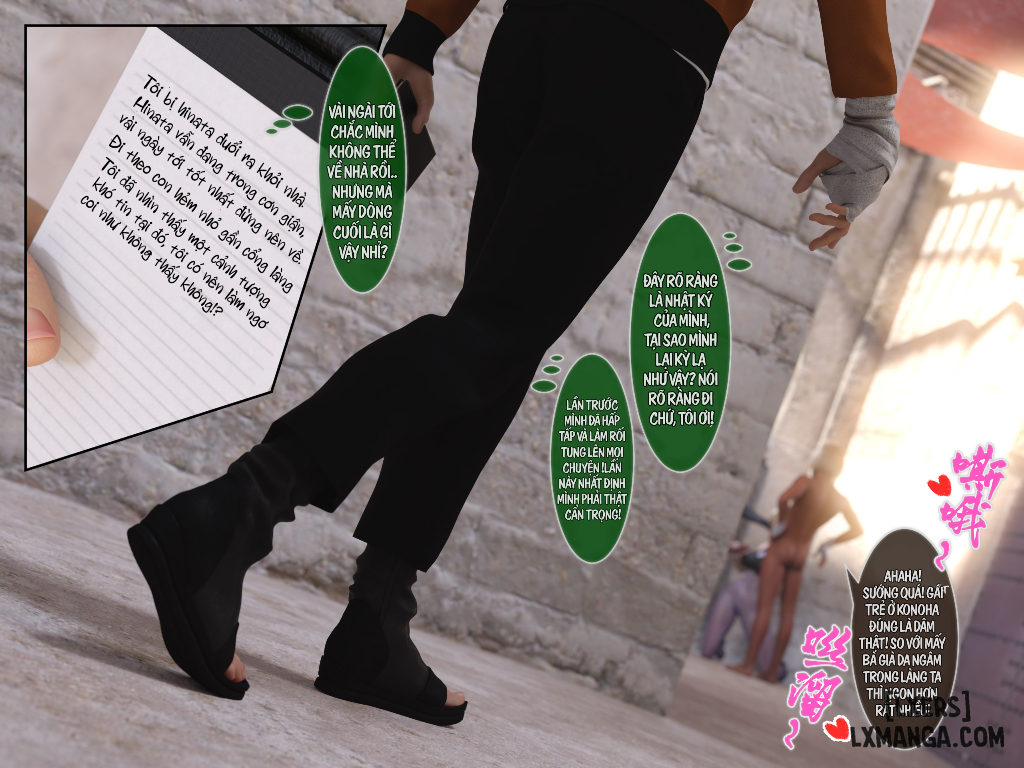 Tôi bị Hinata đuổi ra khỏi nhà.
Hinata vẫn đang trong cơn giận,
vài ngày tới tốt nhất đừng nên về.
Đi theo con hẻm nhỏ gần cổng làng
Tôi đã nhìn thấy một cảnh tượng
khó tin tại đó, tôi có nên làm ngơ
coi như không thấy không!?
VÀI NGÀI TỚI
CHẮC MÌNH
KHÔNG THỂ
VỀ NHÀ RỒI..
NHƯNG MÀ
MẤY DÒNG
CUỐI LÀ GÌ
VẬY NHỈ?
ĐÂY RÕ RÀNG
LÀ NHẬT KÝ
CỦA MÌNH,
TẠI SAO MÌNH
LẠI KỲ LẠ
NHƯ VẬY? NÓI
RÕ RÀNG ĐI
CHỨ, TÔI ƠI!
LẦN TRƯỚC
MÌNH ĐÃ HẤP
TẤP VÀ LÀM RỐI
TUNG LÊN MỌI
CHUYỆN !LẦN
NÀY NHẤT ĐỊNH
MÌNH PHẢI THẬT
CẨN TRỌNG!
嘶
哦~
AHAHA!
SƯỚNG QUÁ! GÁI
TRẺ Ở KONOHA
ĐÚNG LÀ DÂM
THẬT! SO VỚI MẤY
BÀ GIÀ DA NGĂM
TRONG LÀNG TA
THÌ NGON HƠN
RẤT NHIỀU!
咝
溜~
LXMANGA.COM